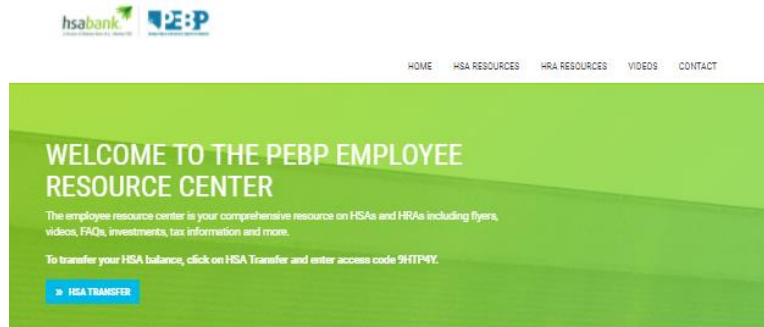 hsabank
PEBP
HOME HSA RESOURCES HRA RESOURCES VIDEOS CONTACT
WELCOME TO THE PEBP EMPLOYEE
RESOURCE CENTER
The employee resource center is your comprehensive resource on HSAs and HRAs including flyers,
videos, FAQs, investments, tax information and more.
To transfer your HSA balance, click on HSA Transfer and enter access code 9HTP4Y.
» HSA TRANSFER